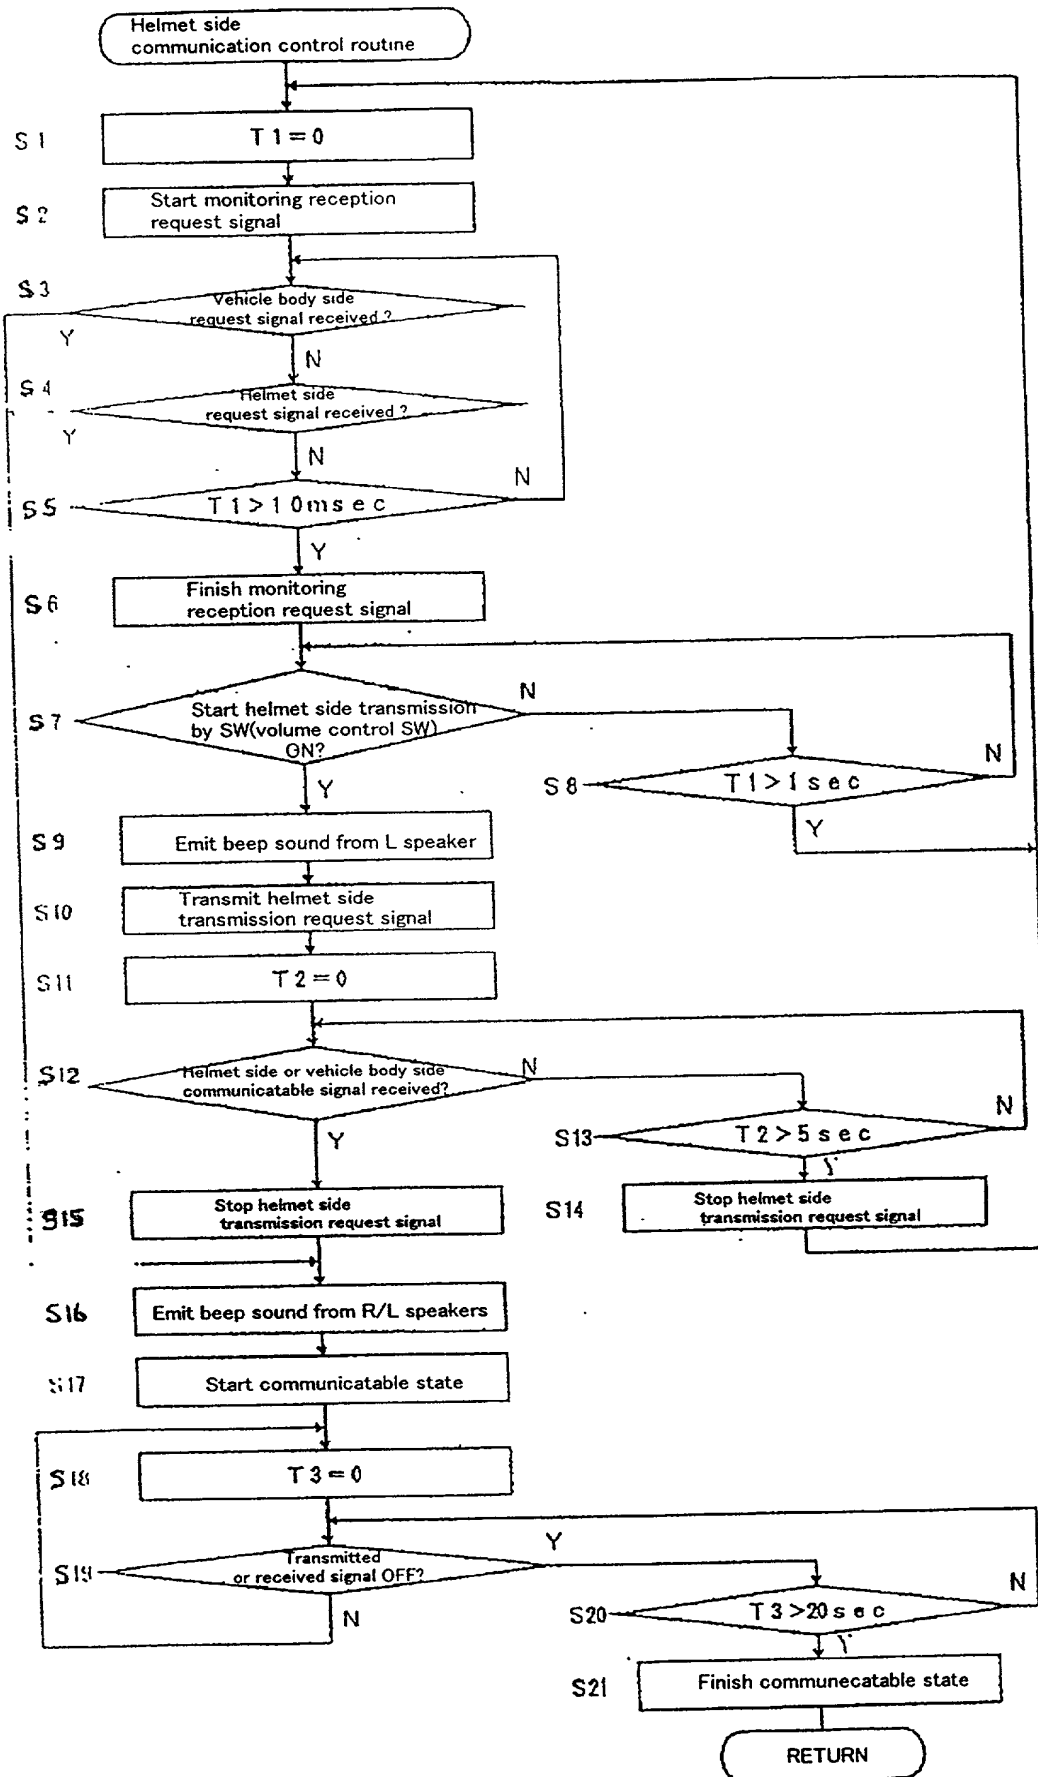 Helmet side
communication control routine
S1
T1=0
S2
Start monitoring reception
request signal
S3
Vehicle body side
request signal received?
Y
N
S4
Helmet side
request signal received?
Y
N
N
S5
T1>10msec
Y
S6
Finish monitoring
reception request signal
N
S7
Start helmet side transmission
by SW(volume control SW)
ON?
N
S8
T1>1sec
Y
Y
S9
Emit beep sound from L speaker
S10
Transmit helmet side
transmission request signal
S11
T2=0
S12
Helmet side or vehicle body side
communicatable signal received?
N
N
S13
T2>5sec
Y
Y
S15
Stop helmet side
transmission request signal
S14
Stop helmet side
transmission request signal
S16
Emit beep sound from R/L speakers
S17
Start communicatable state
S18
T3=0
Y
S19
Transmitted
or received signal OFF?
N
N
S20
T3>20sec
Y
S21
Finish communecatable state
RETURN